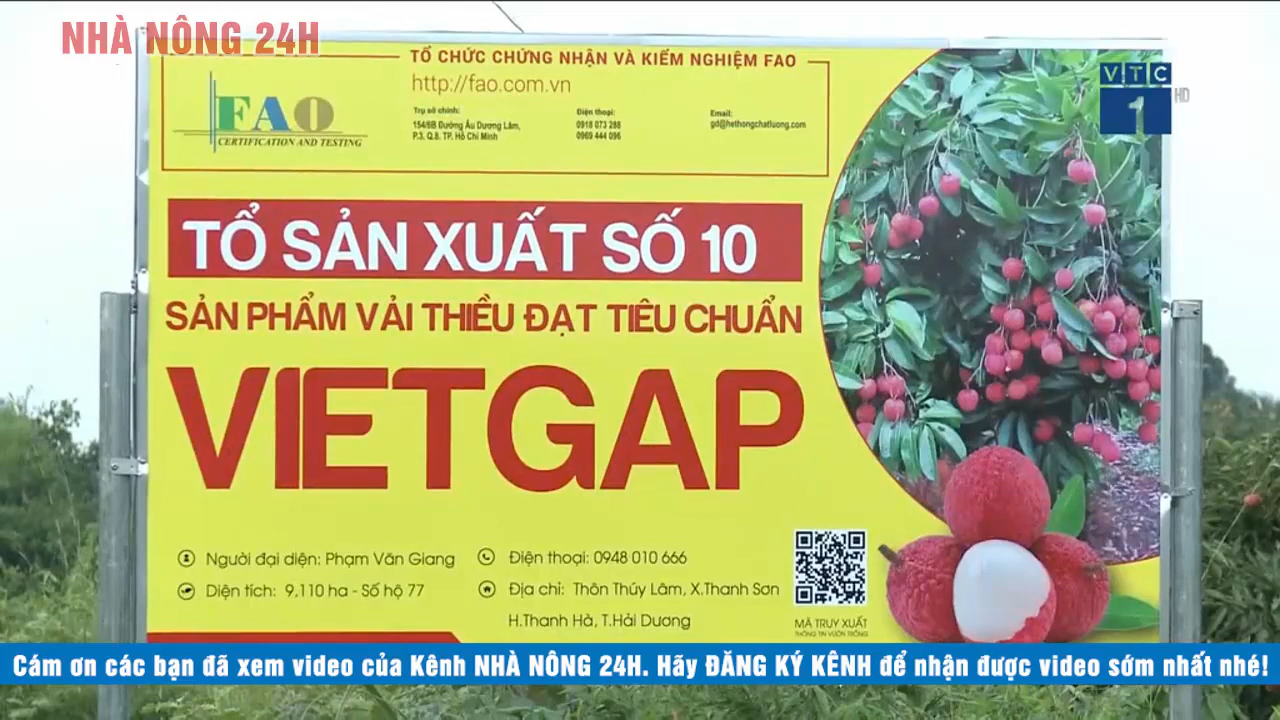 NHÀ NÔNG 24H
TỔ CHỨC CHỨNG NHẬN VÀ KIỂM NGHIỆM FAO
http://fao.com.vn
FAO
CERTIFICATION AND TESTING
Trụ sở chính:
154/6B Đường Âu Dương Lân,
P.3, Q.8, TP. Hồ Chí Minh
Điện thoại:
0918 073 288
0969 444 096
Email:
gd@hethongchatluong.com
VTC
1
HD
TỔ SẢN XUẤT SỐ 10
SẢN PHẨM VẢI THIỀU ĐẠT TIÊU CHUẨN
VIETGAP
Người đại diện: Phạm Văn Giang
Diện tích: 9,110 ha - Số hộ 77
Điện thoại: 0948 010 666
Địa chỉ: Thôn Thúy Lâm, X.Thanh Sơn
H.Thanh Hà, T.Hải Dương
MÃ TRUY XUẤT
THÔNG TIN VƯỜN TRỒNG
Cám ơn các bạn đã xem video của Kênh NHÀ NÔNG 24H. Hãy ĐĂNG KÝ KÊNH để nhận được video sớm nhất nhé!